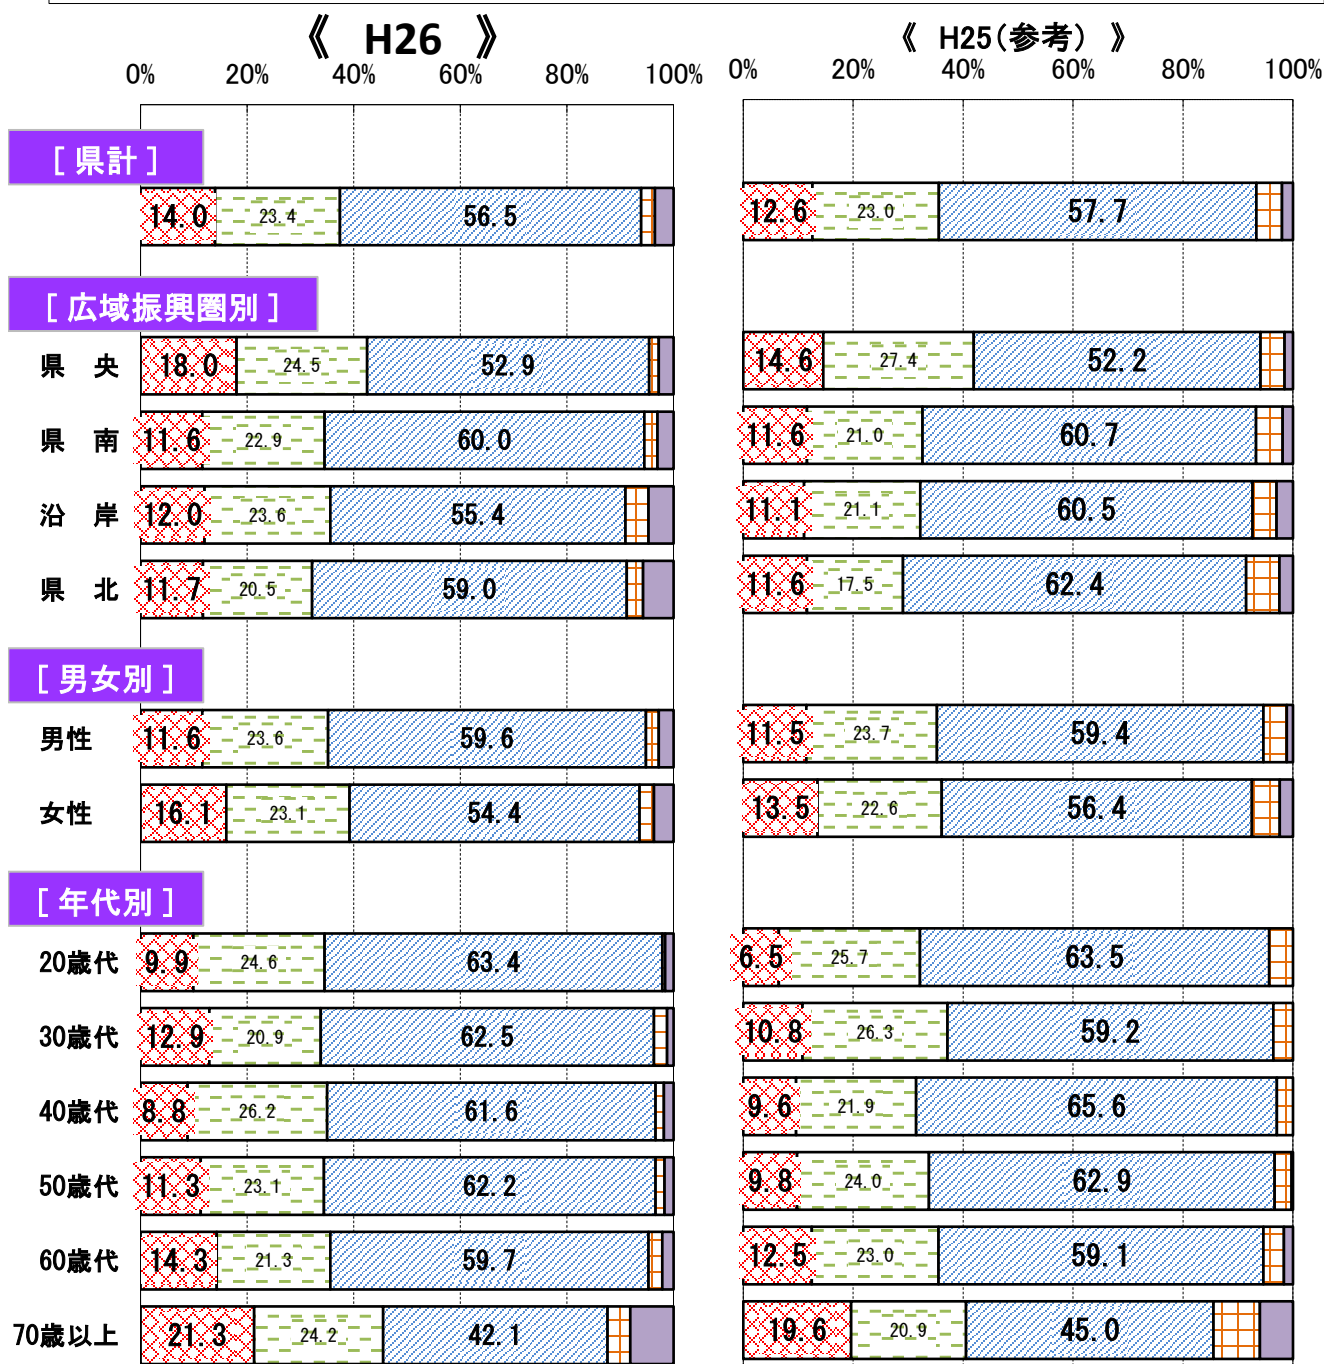 《 H26 》 《 H25(参考) 》
0% 20% 40% 60% 80% 100% 0% 20% 40% 60% 80% 100%
[ 県計 ]
14.0 23.4 56.5 12.6 23.0 57.7
[ 広域振興圏別 ]
県 央 18.0 24.5 52.9 14.6 27.4 52.2
県 南 11.6 22.9 60.0 11.6 21.0 60.7
沿 岸 12.0 23.6 55.4 11.1 21.1 60.5
県 北 11.7 20.5 59.0 11.6 17.5 62.4
[ 男女別 ]
男性 11.6 23.6 59.6 11.5 23.7 59.4
女性 16.1 23.1 54.4 13.5 22.6 56.4
[ 年代別 ]
20歳代 9.9 24.6 63.4 6.5 25.7 63.5
30歳代 12.9 20.9 62.5 10.8 26.3 59.2
40歳代 8.8 26.2 61.6 9.6 21.9 65.6
50歳代 11.3 23.1 62.2 9.8 24.0 62.9
60歳代 14.3 21.3 59.7 12.5 23.0 59.1
70歳以上 21.3 24.2 42.1 19.6 20.9 45.0